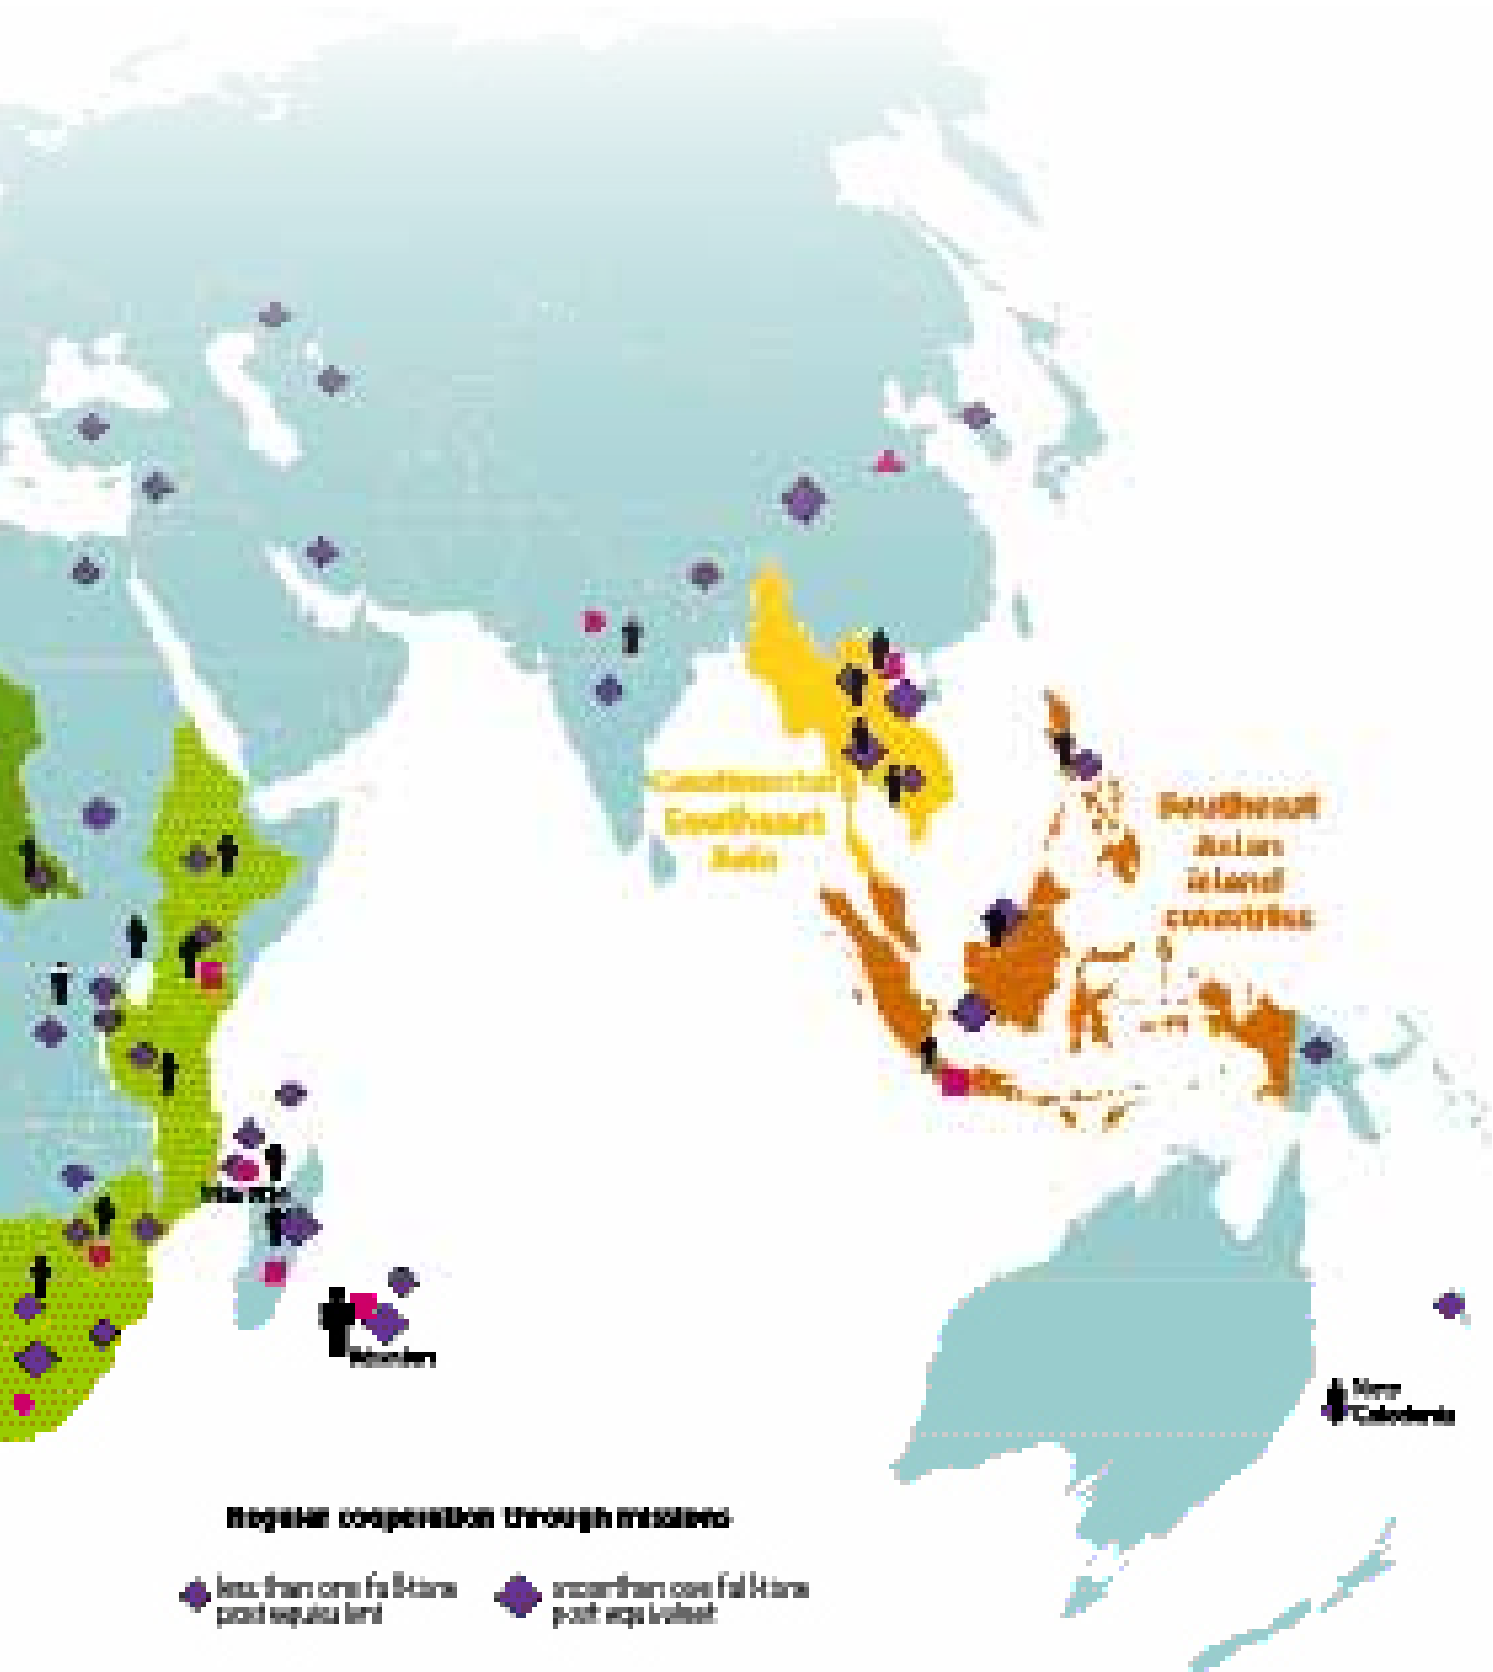 Continental
Southeast
Asia
Southeast
Asian
island
countries
Mayotte
Réunion
New
Caledonia
Regular cooperation through missions
less than one full-time
post equivalent
more than one full-time
post equivalent